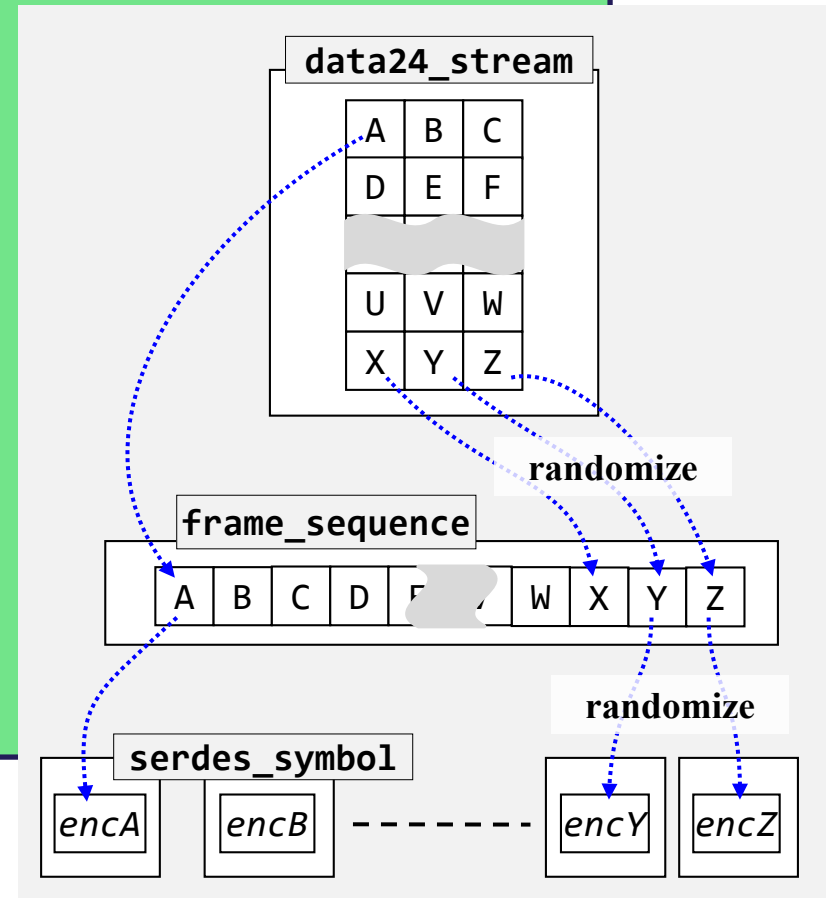 data24_stream
A B C
D E F
U V W
X Y Z
randomize
frame_sequence
A B C D W X Y Z
randomize
serdes_symbol
encA encB encY encZ